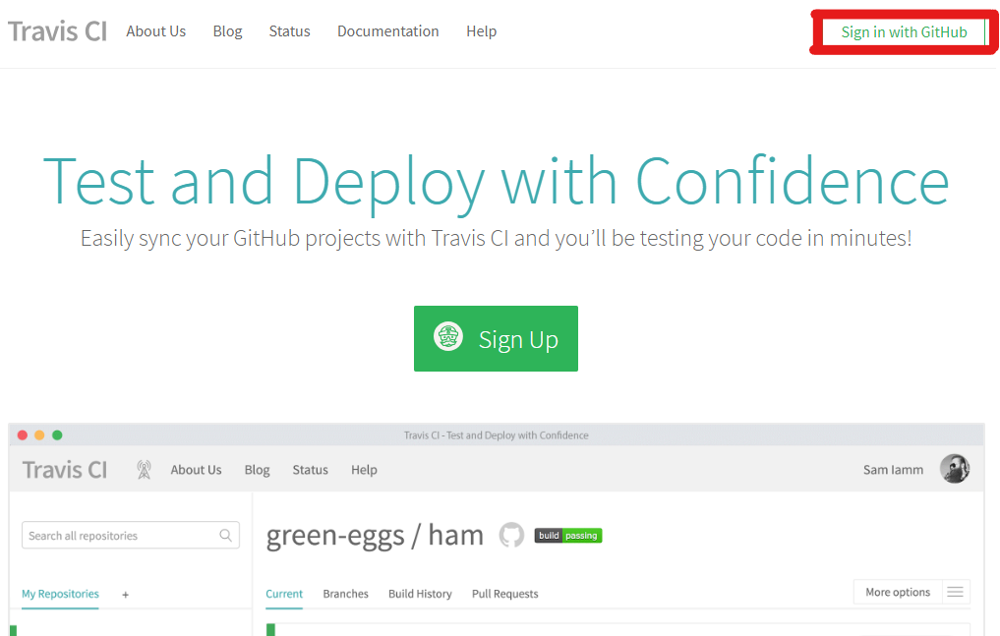 Travis CI About Us Blog Status Documentation Help Sign in with GitHub
Test and Deploy with Confidence
Easily sync your GitHub projects with Travis CI and you’ll be testing your code in minutes!
Sign Up
Travis CI - Test and Deploy with Confidence
Travis CI About Us Blog Status Help Sam Iamm
Search all repositories
green-eggs / ham build passing
My Repositories +
Current Branches Build History Pull Requests More options